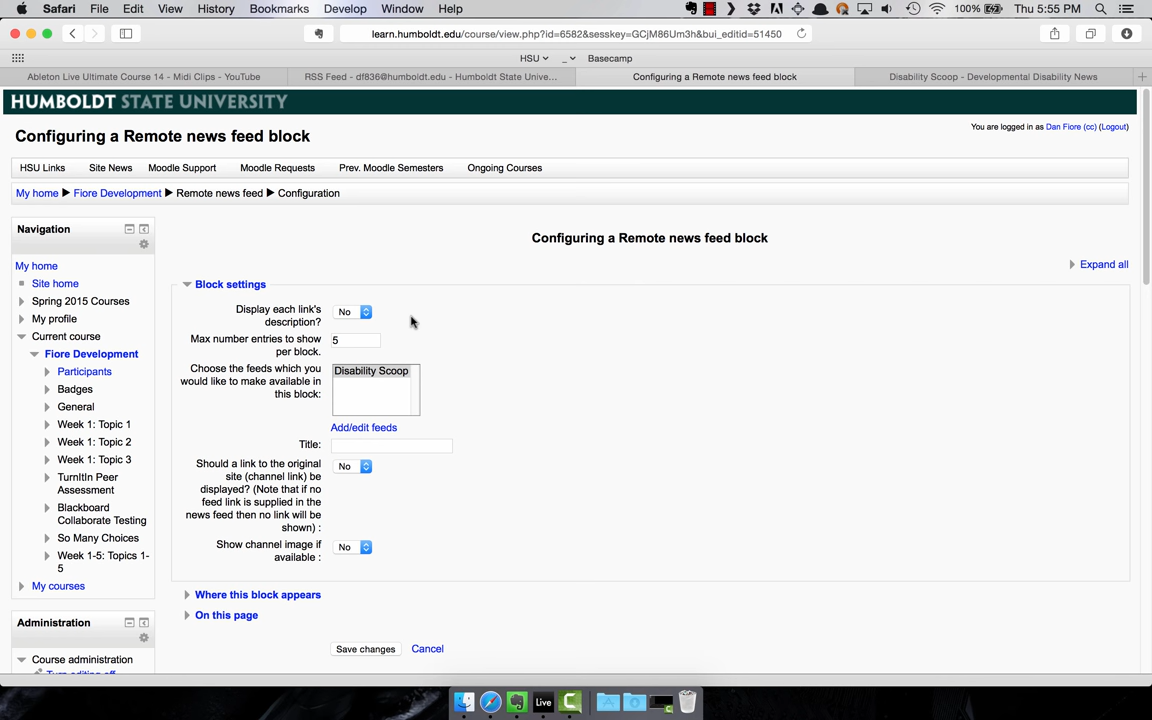 Safari File Edit View History Bookmarks Develop Window Help 100% Thu 5:55 PM
learn.humboldt.edu/course/view.php?id=6582&sesskey=GCjM86Um3h&bui_editid=51450
HSU Basecamp
Ableton Live Ultimate Course 14 - Midi Clips - YouTube RSS Feed - df836@humboldt.edu - Humboldt State Unive... Configuring a Remote news feed block Disability Scoop - Developmental Disability News
HUMBOLDT STATE UNIVERSITY
Configuring a Remote news feed block
You are logged in as Dan Fiore (cc) (Logout)
HSU Links Site News Moodle Support Moodle Requests Prev. Moodle Semesters Ongoing Courses
My home ▶ Fiore Development ▶ Remote news feed ▶ Configuration
Navigation
My home
Site home
Spring 2015 Courses
My profile
Current course
Fiore Development
Participants
Badges
General
Week 1: Topic 1
Week 1: Topic 2
Week 1: Topic 3
TurnItIn Peer
Assessment
Blackboard
Collaborate Testing
So Many Choices
Week 1-5: Topics 1-
5
My courses
Administration
Course administration
Turn editing off
Configuring a Remote news feed block
Expand all
Block settings
Display each link's
description?
No
Max number entries to show
per block.
5
Choose the feeds which you
would like to make available in
this block:
Disability Scoop
Add/edit feeds
Title:
Should a link to the original
site (channel link) be
displayed? (Note that if no
feed link is supplied in the
news feed then no link will be
shown) :
No
Show channel image if
available :
No
Where this block appears
On this page
Save changes Cancel
Live